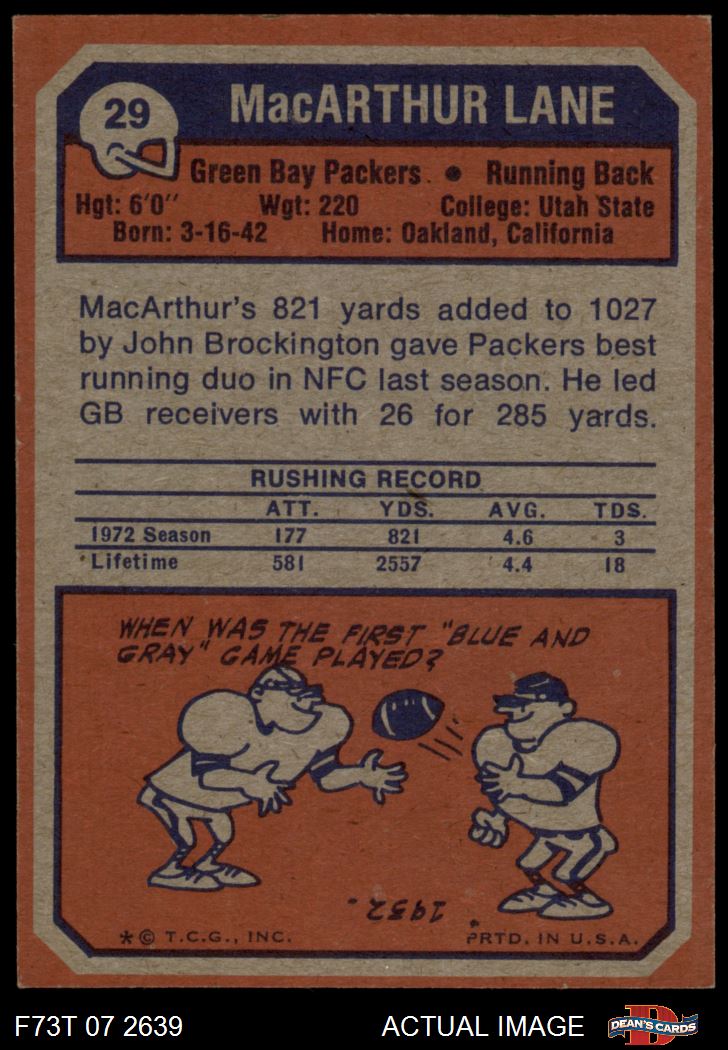 29
MacARTHUR LANE
Green Bay Packers • Running Back
Hgt: 6'0" Wgt: 220 College: Utah State
Born: 3-16-42 Home: Oakland, California
MacArthur's 821 yards added to 1027
by John Brockington gave Packers best
running duo in NFC last season. He led
GB receivers with 26 for 285 yards.
RUSHING RECORD
ATT. YDS. AVG. TDS.
1972 Season 177 821 4.6 3
Lifetime 581 2557 4.4 18
WHEN WAS THE FIRST "BLUE AND
GRAY" GAME PLAYED?
1932.
*© T.C.G., INC. PRTD. IN U.S.A.
F73T 07 2639 ACTUAL IMAGE
D
DEAN'S CARDS